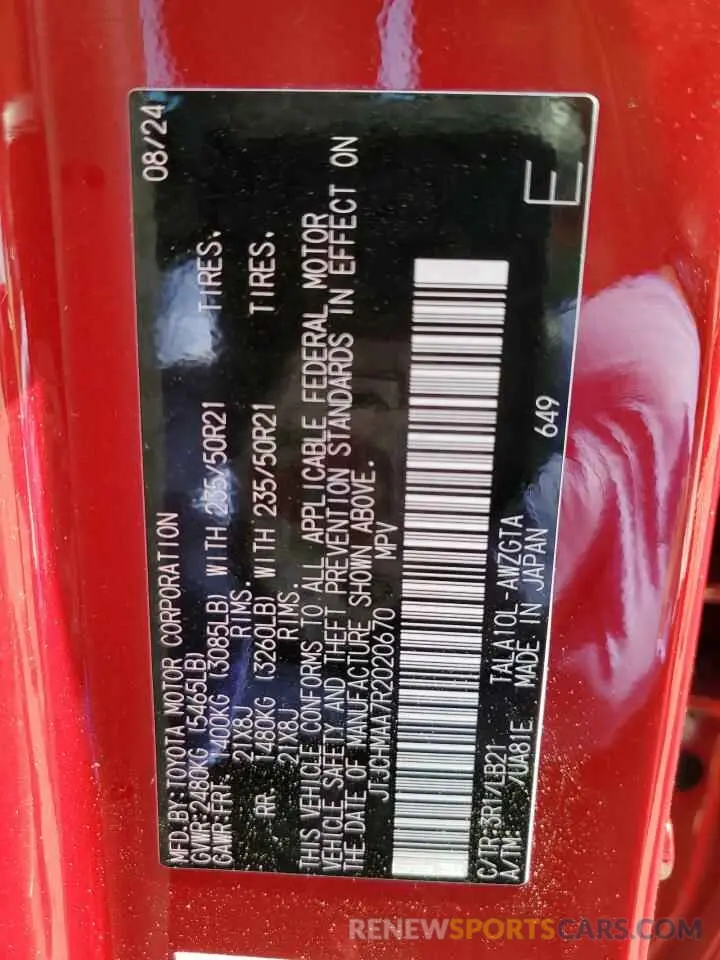 MFD.BY:TOYOTA MOTOR CORPORATION 08/24
GVWR:2480KG (5465LB)
GAWR:FRT. 1400KG (3085LB) WITH 235/50R21 TIRES.
21X8J RIMS.
RR. 1480KG (3260LB) WITH 235/50R21 TIRES.
21X8J RIMS.
THIS VEHICLE CONFORMS TO ALL APPLICABLE FEDERAL MOTOR
VEHICLE SAFETY AND THEFT PREVENTION STANDARDS IN EFFECT ON
THE DATE OF MANUFACTURE SHOWN ABOVE.
JTJCHMAA7R2020670 MPV
E
C/TR:3R1/LB21 TALA10L-AWZGTA
A/TM: -/UA81E MADE IN JAPAN 649
RENEWSPORTSCARS.COM